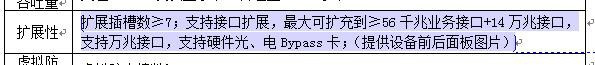 吞吐量
扩展性
扩展插槽数≥7；支持接口扩展，最大可扩充到≥56 千兆业务接口+14 万兆接口，
支持万兆接口，支持硬件光、电 Bypass 卡；（提供设备前后面板图片）
虚拟防